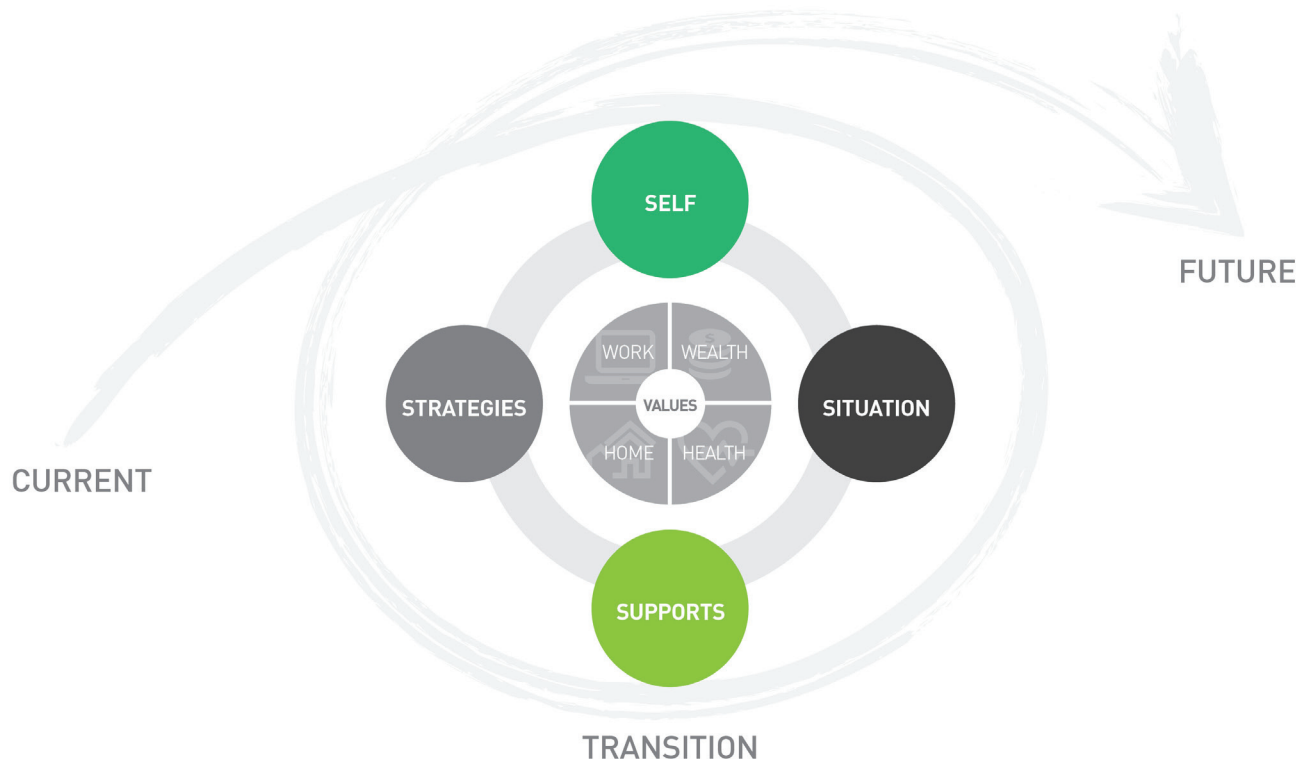 SELF
FUTURE
WORK
WEALTH
STRATEGIES
VALUES
SITUATION
HOME
HEALTH
CURRENT
SUPPORTS
TRANSITION